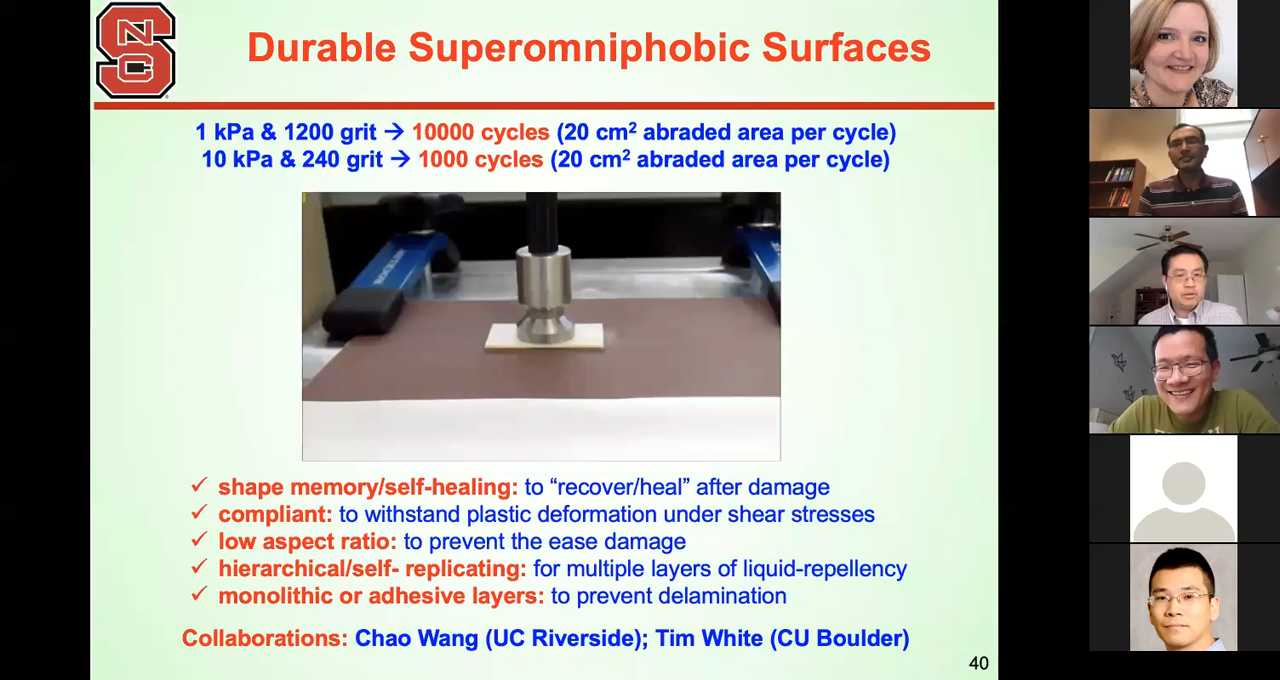 NC
Durable Superomniphobic Surfaces
1 kPa & 1200 grit → 10000 cycles (20 cm² abraded area per cycle)
10 kPa & 240 grit → 1000 cycles (20 cm² abraded area per cycle)
ROCKLER
✓ shape memory/self-healing: to “recover/heal” after damage
✓ compliant: to withstand plastic deformation under shear stresses
✓ low aspect ratio: to prevent the ease damage
✓ hierarchical/self- replicating: for multiple layers of liquid-repellency
✓ monolithic or adhesive layers: to prevent delamination
Collaborations: Chao Wang (UC Riverside); Tim White (CU Boulder)
40